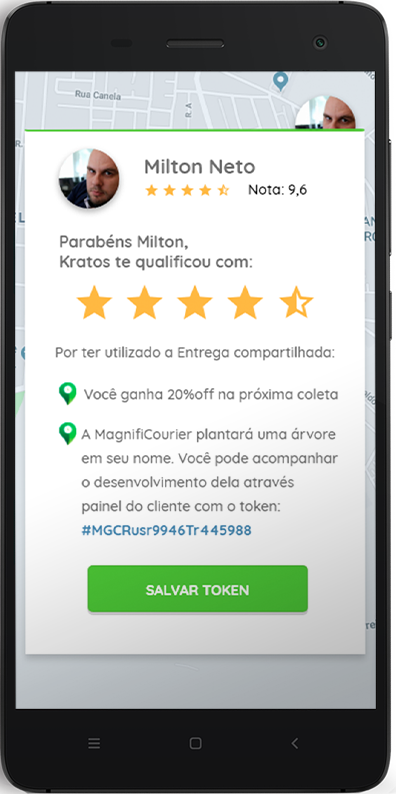 Rua Canela
R.A
Milton Neto
Nota: 9,6
Parabéns Milton,
Kratos te qualificou com:
Por ter utilizado a Entrega compartilhada:
Você ganha 20%off na próxima coleta
A MagnifiCourier plantará uma árvore
em seu nome. Você pode acompanhar
o desenvolvimento dela através
painel do cliente com o token:
#MGCRusr9946Tr445988
SALVAR TOKEN